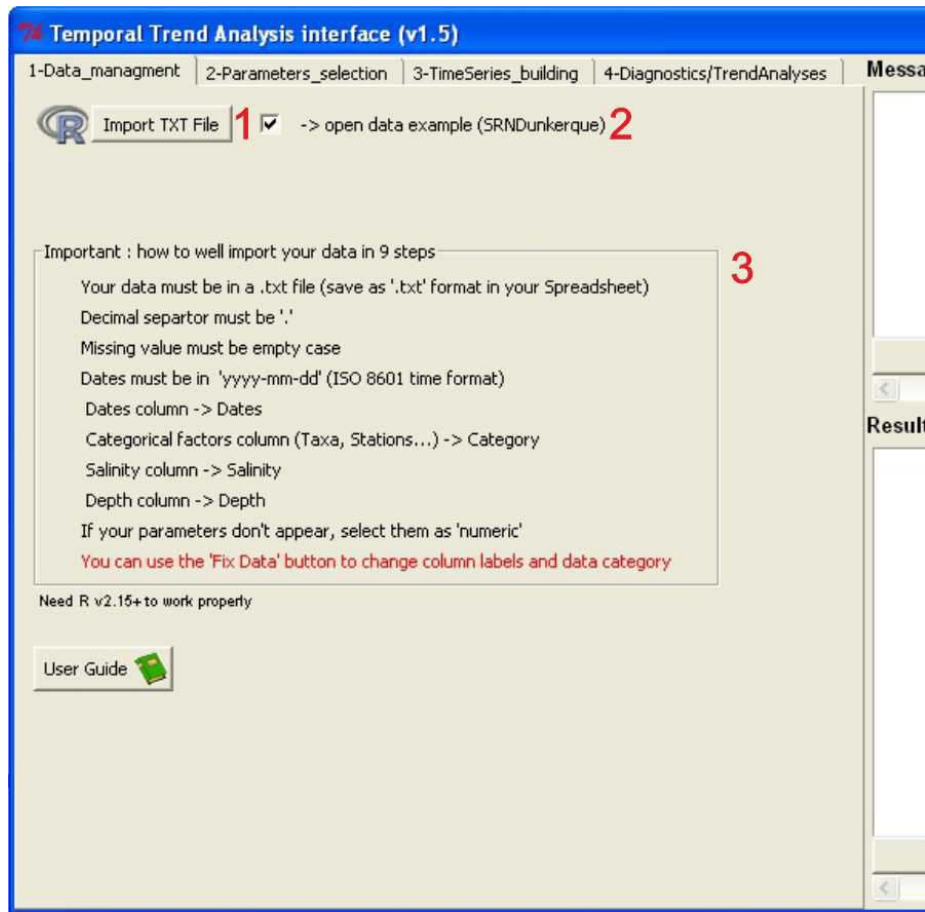 Temporal Trend Analysis interface (v1.5)
1-Data_managment 2-Parameters_selection 3-TimeSeries_building 4-Diagnostics/TrendAnalyses Messa
R Import TXT File 1 -> open data example (SRNDunkerque) 2
Important : how to well import your data in 9 steps
3
Your data must be in a .txt file (save as '.txt' format in your Spreadsheet)
Decimal separtor must be '.'
Missing value must be empty case
Dates must be in 'yyyy-mm-dd' (ISO 8601 time format)
Dates column -> Dates
Categorical factors column (Taxa, Stations...) -> Category
Result
Salinity column -> Salinity
Depth column -> Depth
If your parameters don't appear, select them as 'numeric'
You can use the 'Fix Data' button to change column labels and data category
Need R v2.15+ to work properly
User Guide